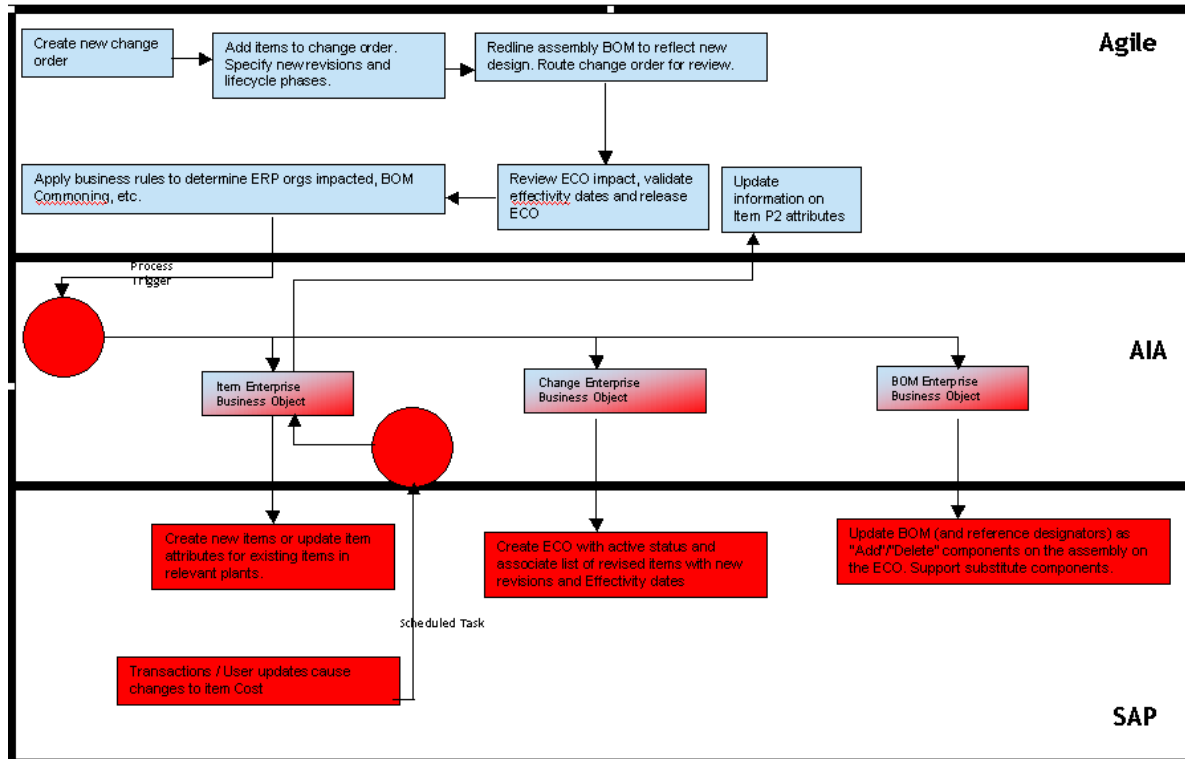 Agile
Create new change
order
Add items to change order.
Specify new revisions and
lifecycle phases.
Redline assembly BOM to reflect new
design. Route change order for review.
Apply business rules to determine ERP orgs impacted, BOM
Commoning, etc.
Review ECO impact, validate
effectivity dates and release
ECO
Update
information on
Item P2 attributes
Process
Trigger
AIA
Item Enterprise
Business Object
Change Enterprise
Business Object
BOM Enterprise
Business Object
Create new items or update item
attributes for existing items in
relevant plants.
Create ECO with active status and
associate list of revised items with new
revisions and Effectivity dates
Update BOM (and reference designators) as
"Add"/"Delete" components on the assembly on
the ECO. Support substitute components.
Scheduled Task
Transactions / User updates cause
changes to item Cost
SAP